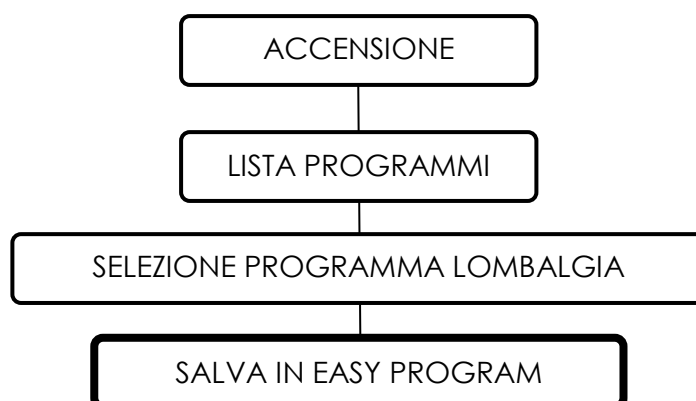 ACCENSIONE
LISTA PROGRAMMI
SELEZIONE PROGRAMMA LOMBALGIA
SALVA IN EASY PROGRAM